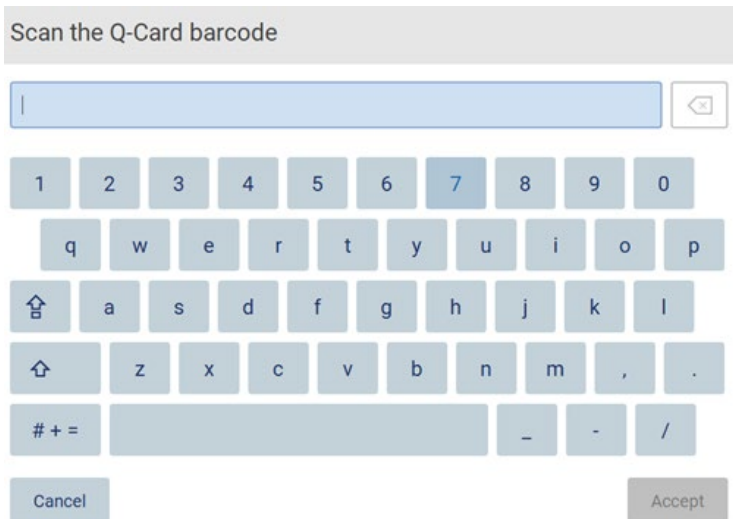 Scan the Q-Card barcode
1 2 3 4 5 6 7 8 9 0
q w e r t y u i o p
a s d f g h j k l
z x c v b n m , .
# + = _ - /
Cancel Accept